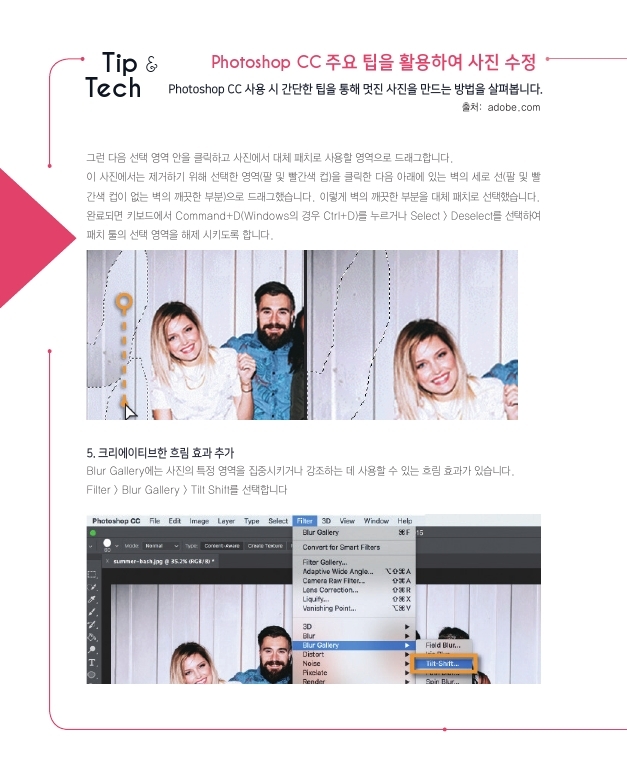 Tip &
Tech
Photoshop CC 주요 팁을 활용하여 사진 수정
Photoshop CC 사용 시 간단한 팁을 통해 멋진 사진을 만드는 방법을 살펴봅니다.
출처: adobe.com
그런 다음 선택 영역 안을 클릭하고 사진에서 대체 패치로 사용할 영역으로 드래그합니다.
이 사진에서는 제거하기 위해 선택한 영역(팔 및 빨간색 컵)을 클릭한 다음 아래에 있는 벽의 세로 선(팔 및 빨
간색 컵이 없는 벽의 깨끗한 부분)으로 드래그했습니다. 이렇게 벽의 깨끗한 부분을 대체 패치로 선택했습니다.
완료되면 키보드에서 Command+D(Windows의 경우 Ctrl+D)를 누르거나 Select > Deselect를 선택하여
패치 툴의 선택 영역을 해제 시키도록 합니다.
5. 크리에이티브한 흐림 효과 추가
Blur Gallery에는 사진의 특정 영역을 집중시키거나 강조하는 데 사용할 수 있는 흐림 효과가 있습니다.
Filter > Blur Gallery > Tilt Shift를 선택합니다
Photoshop CC File Edit Image Layer Type Select Filter 3D View Window Help
Blur Gallery ⌘F
15
80 Mode: Normal Type: Content-Aware Create Texture
Convert for Smart Filters
summer-bash.jpg @ 35.2% (RGB/8) *
Filter Gallery...
Adaptive Wide Angle... ⌥⇧⌘A
Camera Raw Filter... ⇧⌘A
Lens Correction... ⇧⌘R
Liquify... ⇧⌘X
Vanishing Point... ⌥⌘V
3D
Blur
Blur Gallery
Field Blur...
Distort
Noise
Tilt-Shift...
Pixelate
Render
Spin Blur...